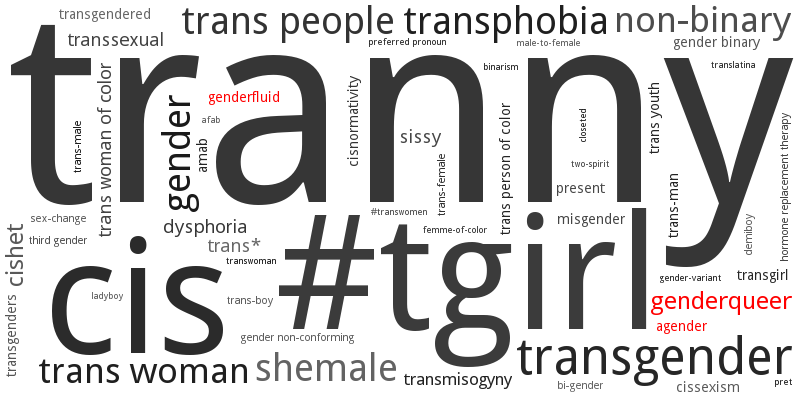 transgendered
trans people
transphobia
non-binary
transsexual
preferred pronoun
male-to-female
gender binary
tranny
binarism
translatina
trans woman of color
trans-male
gender
genderfluid
afab
amab
cisnormativity
sissy
trans-female
trans person of color
closeted
two-spirit
trans youth
present
trans-man
hormone replacement therapy
demiboy
sex-change
third gender
dysphoria
trans*
#transwomen
femme-of-color
misgender
cishet
cis
transwoman
#tgirl
gender-variant
transgirl
ladyboy
trans-boy
genderqueer
agender
transgenders
gender non-conforming
trans woman
shemale
transmisogyny
transgender
bi-gender
cissexism
pret